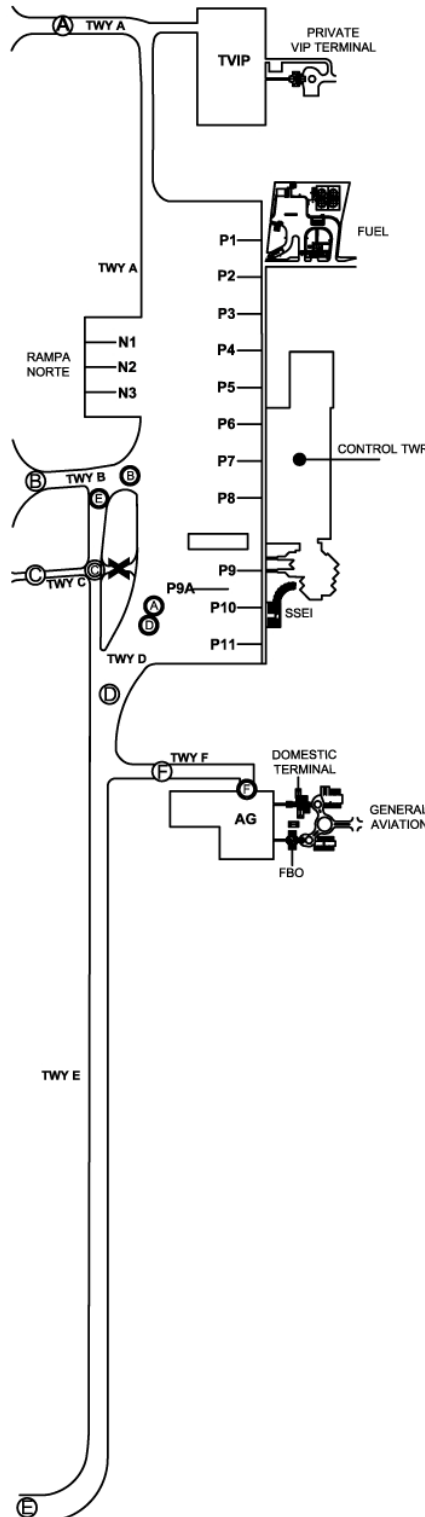 A
TWY A
TVIP
PRIVATE
VIP TERMINAL
FUEL
P1
TWY A
P2
P3
N1
RAMPA
NORTE
N2
N3
P4
P5
P6
CONTROL TWR
P7
B
TWY B
B
E
P8
C
TWY C
C
P9
P9A
A
D
P10
SSEI
P11
TWY D
D
TWY F
F
F
DOMESTIC
TERMINAL
AG
GENERAL
AVIATION
FBO
TWY E
E